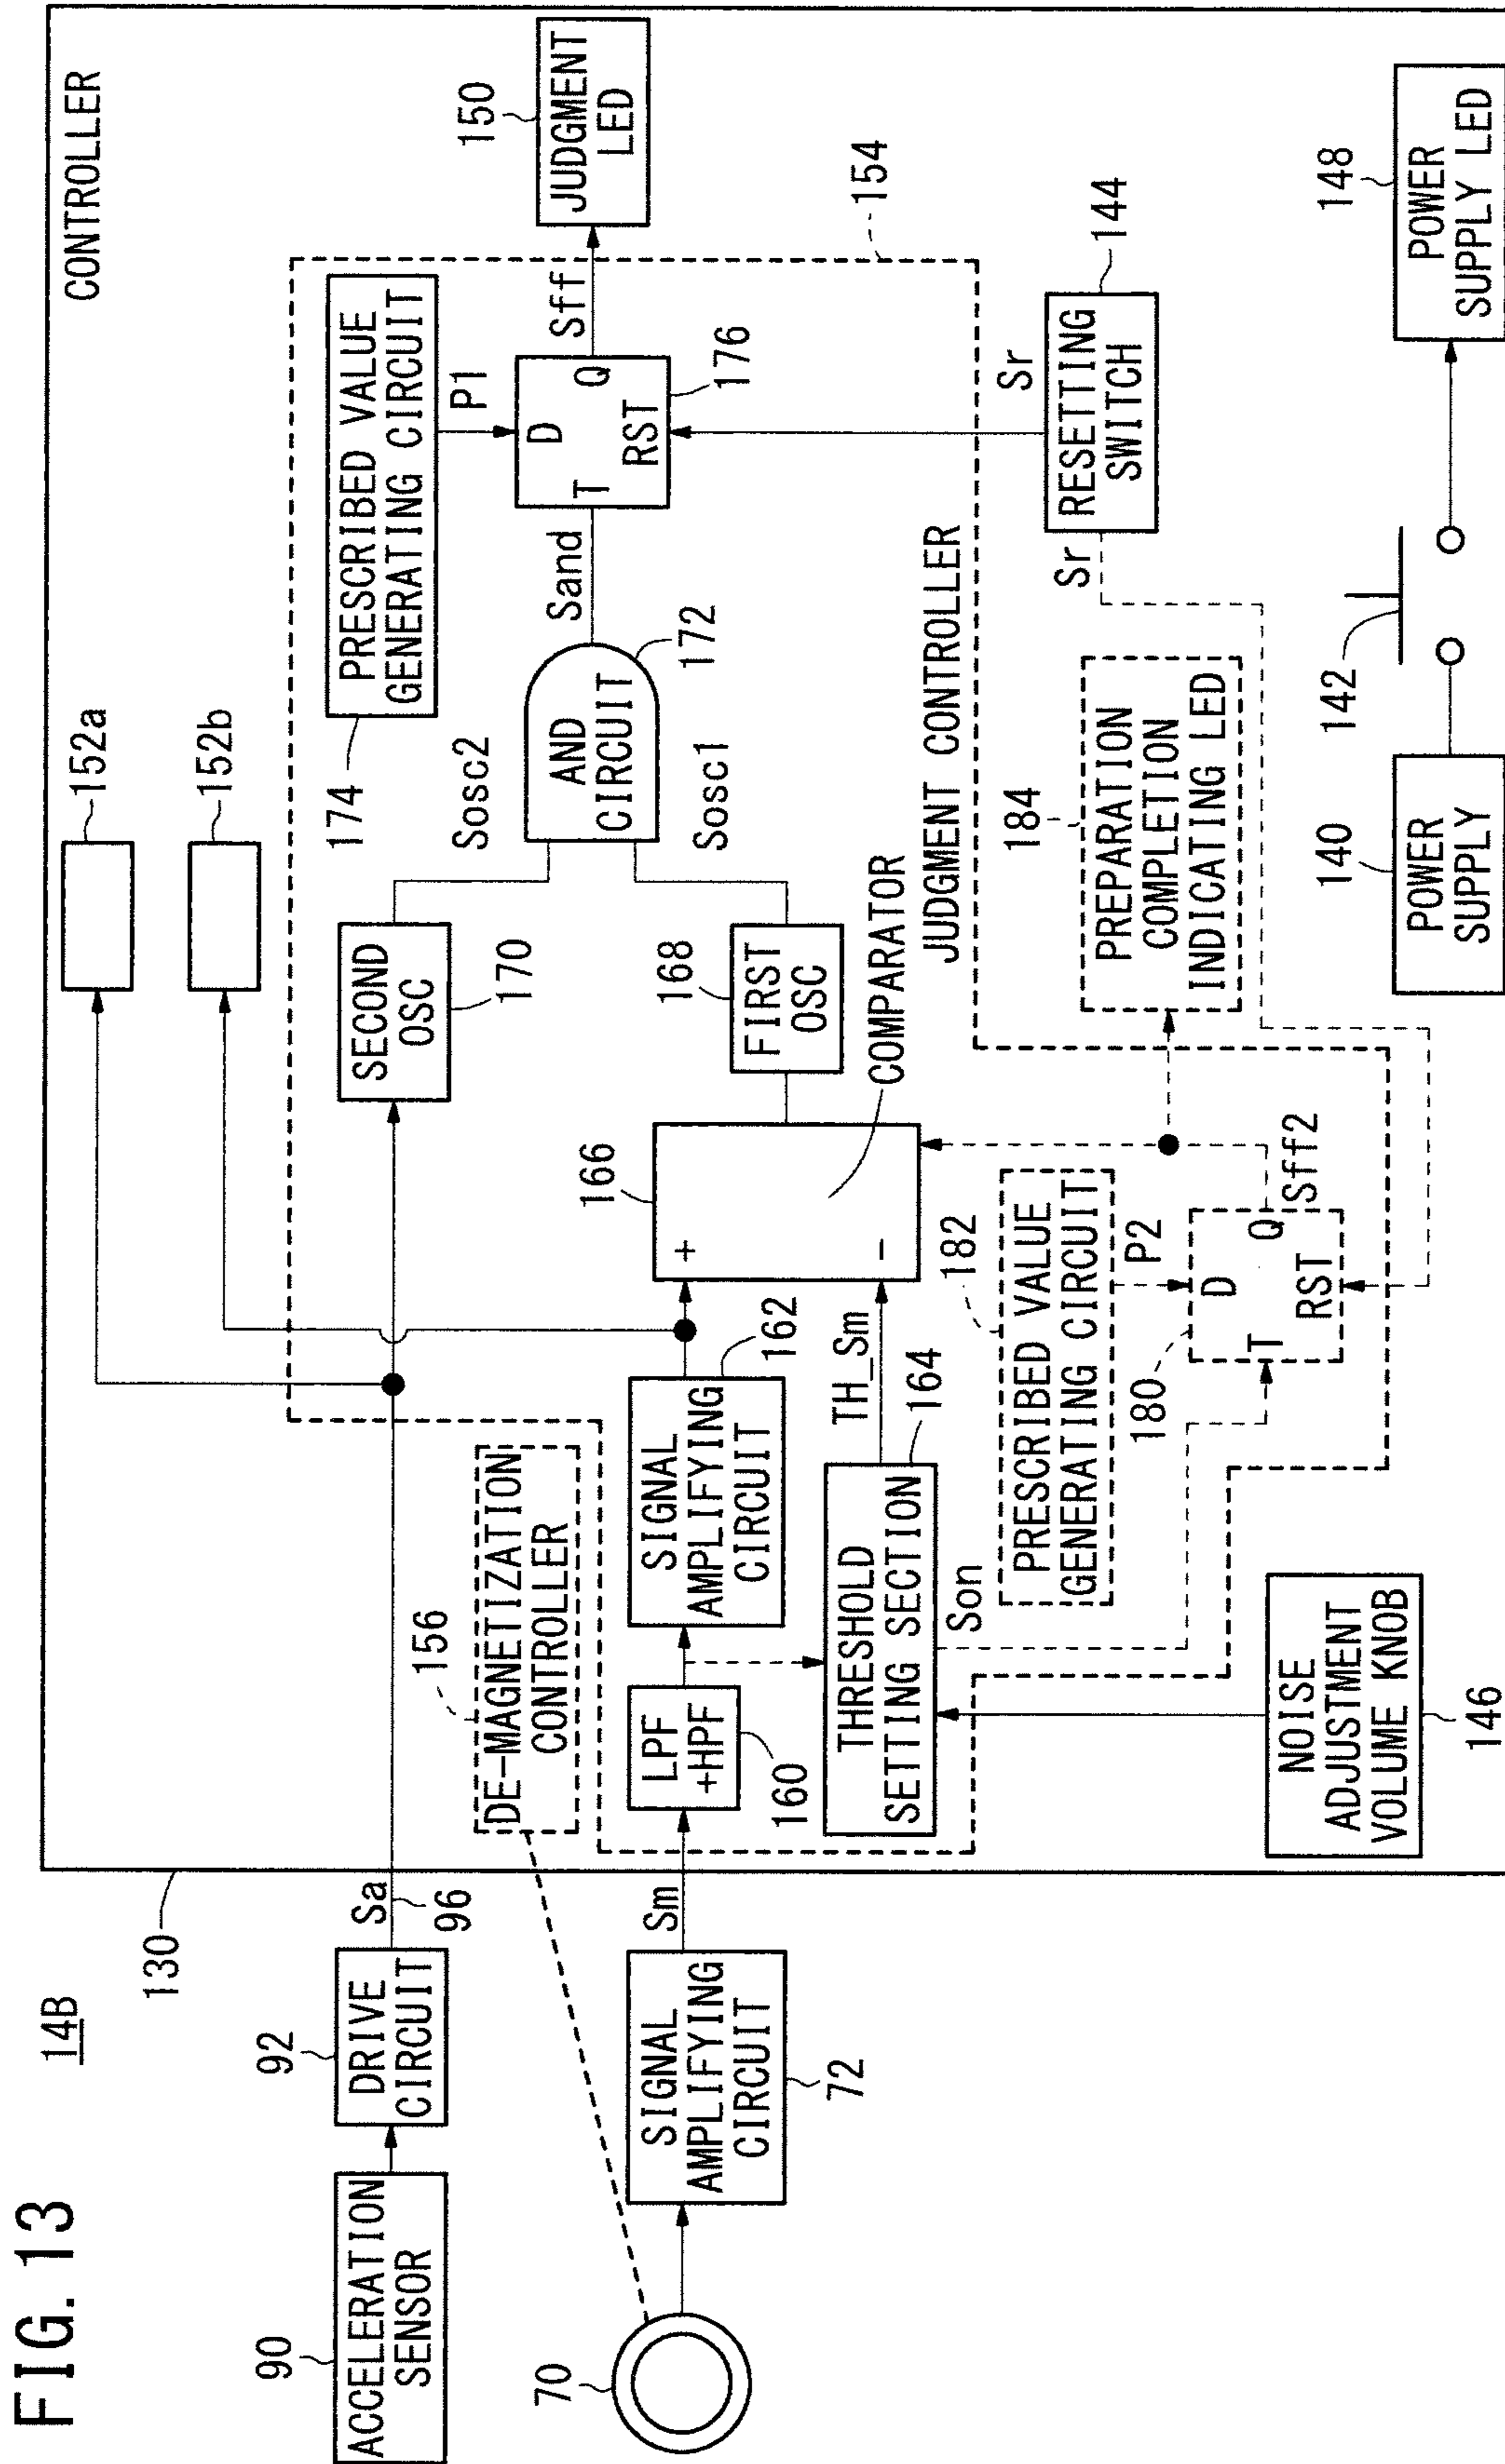 FIG. 13
14B
130
CONTROLLER
90
ACCELERATION
SENSOR
92
DRIVE
CIRCUIT
Sa
96
152a
152b
156
DE-MAGNETIZATION
CONTROLLER
SECOND
OSC
170
174
PRESCRIBED VALUE
GENERATING CIRCUIT
P1
Sosc2
AND
CIRCUIT
172
Sosc1
Sand
D
T
Q
RST
176
Sff
150
JUDGMENT
LED
154
70
SIGNAL
AMPLIFYING
CIRCUIT
72
Sm
LPF
+HPF
160
SIGNAL
AMPLIFYING
CIRCUIT
162
166
+
-
168
FIRST
OSC
COMPARATOR
JUDGMENT CONTROLLER
THRESHOLD
SETTING SECTION
164
TH_Sm
Son
182
PRESCRIBED VALUE
GENERATING CIRCUIT
P2
180
D
T
Q
RST
Sff2
184
PREPARATION
COMPLETION
INDICATING LED
Sr
RESETTING
SWITCH
144
Sr
NOISE
ADJUSTMENT
VOLUME KNOB
146
140
POWER
SUPPLY
142
148
POWER
SUPPLY LED